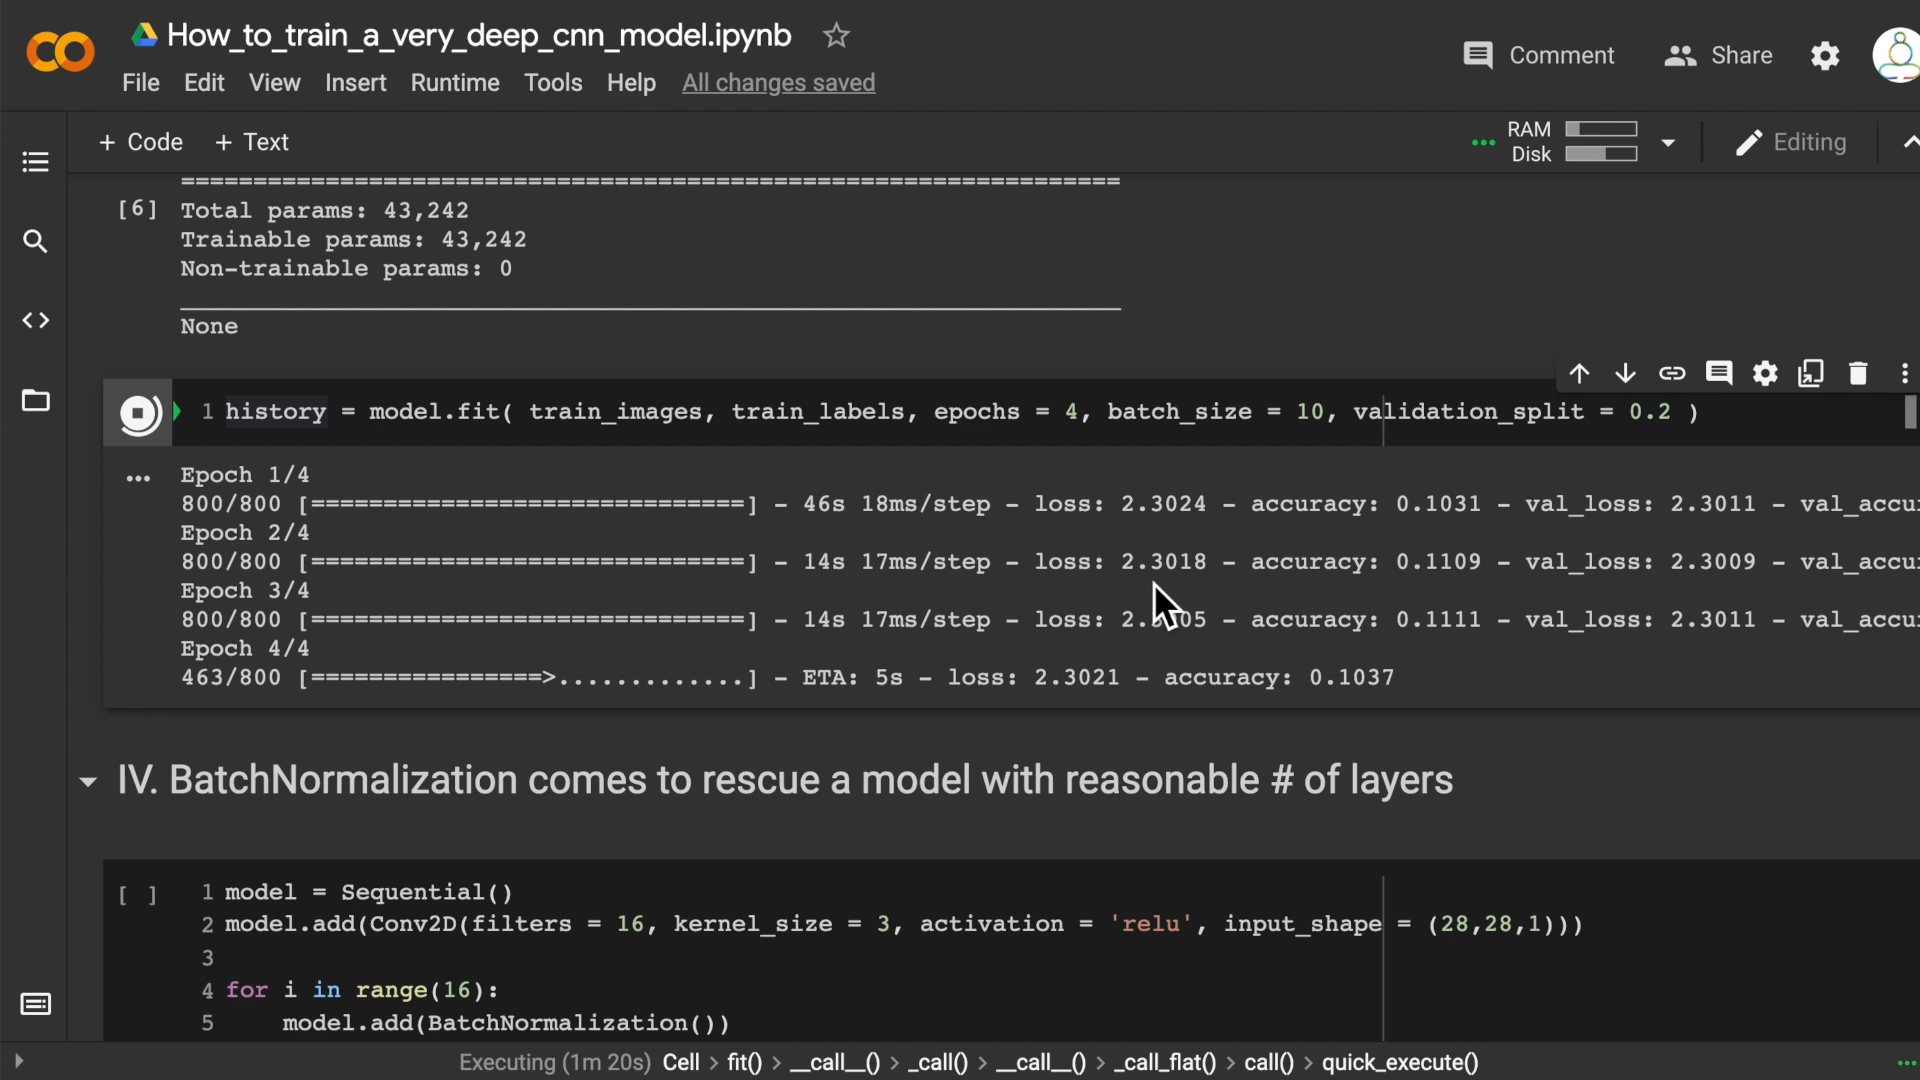 How_to_train_a_very_deep_cnn_model.ipynb
Comment
Share
File Edit View Insert Runtime Tools Help All changes saved
+ Code + Text
RAM
Disk
Editing
==================================================================
[6] Total params: 43,242
Trainable params: 43,242
Non-trainable params: 0
__________________________________________________________________
None
1 history = model.fit( train_images, train_labels, epochs = 4, batch_size = 10, validation_split = 0.2 )
Epoch 1/4
800/800 [==============================] - 46s 18ms/step - loss: 2.3024 - accuracy: 0.1031 - val_loss: 2.3011 -
Epoch 2/4
800/800 [==============================] - 14s 17ms/step - loss: 2.3018 - accuracy: 0.1109 - val_loss: 2.3009 -
Epoch 3/4
800/800 [==============================] - 14s 17ms/step - loss: - accuracy: 0.1111 - val_loss: 2.3011 -
Epoch 4/4
463/800 [================>.............] - ETA: 5s - loss: 2.3021 - accuracy: 0.1037
IV. BatchNormalization comes to rescue a model with reasonable # of layers
[ ] 1 model = Sequential()
2 model.add(Conv2D(filters = 16, kernel_size = 3, activation = 'relu', input_shape = (28,28,1)))
3
4 for i in range(16):
5 model.add(BatchNormalization())
Executing (1m 20s) Cell > fit() > __call__() > _call() > __call__() > _call_flat() > call() > quick_execute()